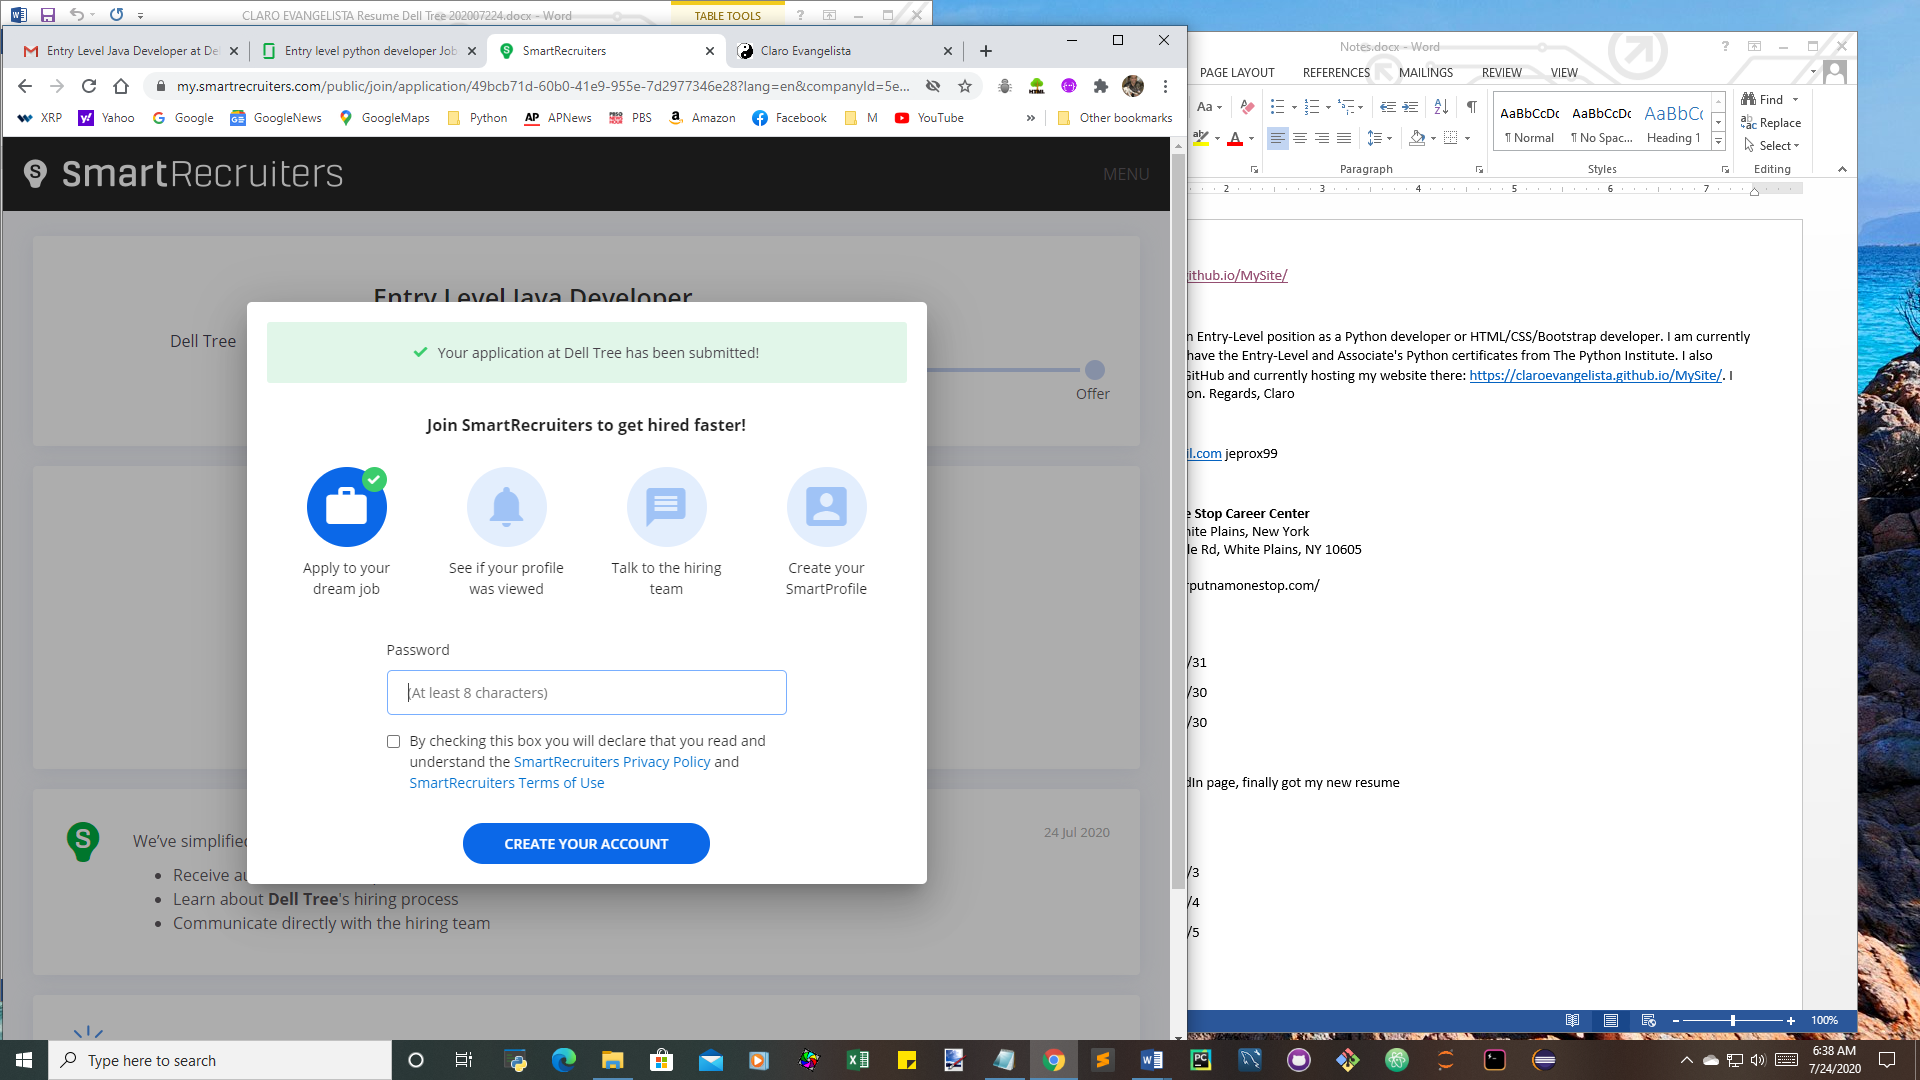 CLARO EVANGELISTA Resume Dell Tree 202007224.docx - Word
TABLE TOOLS
Entry Level Java Developer at De
Entry level python developer Job
SmartRecruiters
Claro Evangelista
my.smartrecruiters.com/public/join/application/49bcb71d-60b0-41e9-955e-7d2977346e28?lang=en&companyId=5e...
XRP
Yahoo
Google
GoogleNews
GoogleMaps
Python
AP APNews
PBS
Amazon
Facebook
M
YouTube
»
Other bookmarks
SmartRecruiters
MENU
Entry Level Java Developer
Dell Tree
Offer
Your application at Dell Tree has been submitted!
Join SmartRecruiters to get hired faster!
Apply to your
dream job
See if your profile
was viewed
Talk to the hiring
team
Create your
SmartProfile
Password
(At least 8 characters)
By checking this box you will declare that you read and
understand the SmartRecruiters Privacy Policy and
SmartRecruiters Terms of Use
CREATE YOUR ACCOUNT
We've simplified
24 Jul 2020
• Receive au
• Learn about Dell Tree's hiring process
• Communicate directly with the hiring team
Notes.docx - Word
PAGE LAYOUT
REFERENCES
MAILINGS
REVIEW
VIEW
Aa
AaBbCcDc
AaBbCcDc
AaBbCc
¶ Normal
¶ No Spac...
Heading 1
Find
Replace
Select
Paragraph
Styles
Editing
2 3 4 5 6 7
github.io/MySite/
n Entry-Level position as a Python developer or HTML/CSS/Bootstrap developer. I am currently
have the Entry-Level and Associate's Python certificates from The Python Institute. I also
GitHub and currently hosting my website there: https://claroevangelista.github.io/MySite/. I
on. Regards, Claro
il.com jeprox99
e Stop Career Center
hite Plains, New York
le Rd, White Plains, NY 10605
rputnamonestop.com/
/31
/30
/30
dIn page, finally got my new resume
/3
/4
/5
100%
Type here to search
6:38 AM
7/24/2020